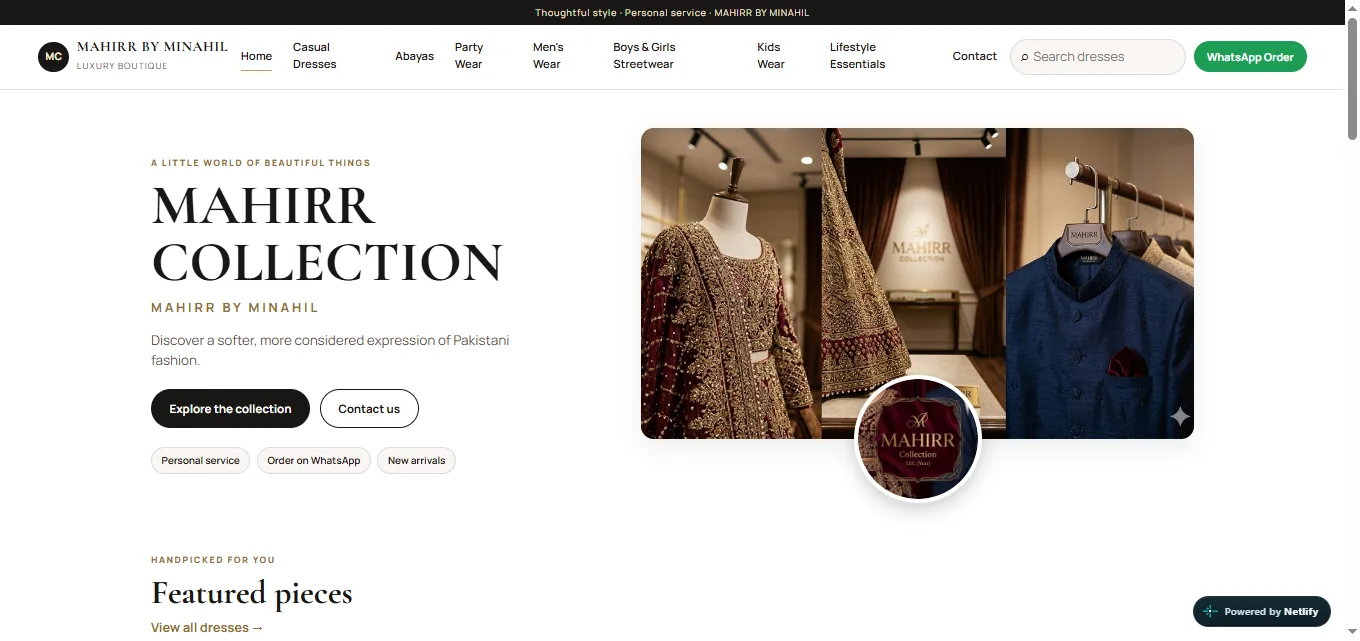 Thoughtful style · Personal service · MAHIRR BY MINAHIL
MC
MAHIRR BY MINAHIL
LUXURY BOUTIQUE
Home
Casual
Dresses
Abayas
Party
Wear
Men's
Wear
Boys & Girls
Streetwear
Kids
Wear
Lifestyle
Essentials
Contact
Search dresses
WhatsApp Order
A LITTLE WORLD OF BEAUTIFUL THINGS
MAHIRR
COLLECTION
MAHIRR BY MINAHIL
Discover a softer, more considered expression of Pakistani
fashion.
Explore the collection
Contact us
Personal service
Order on WhatsApp
New arrivals
MAHIRR
COLLECTION
MAHIRR
MAHIRR
MAHIRR
Collection
HANDPICKED FOR YOU
Featured pieces
View all dresses →
Powered by Netlify